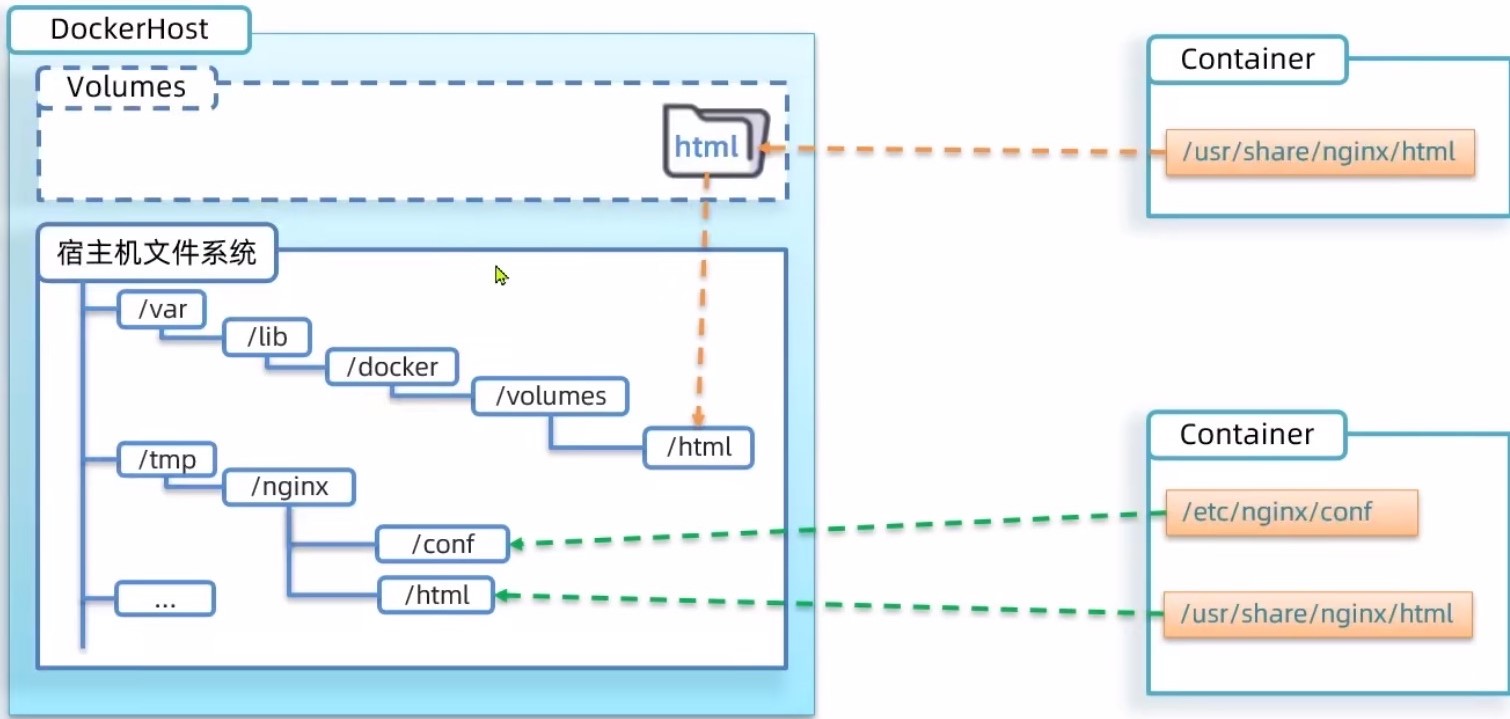 DockerHost
Volumes
html
宿主机文件系统
/var
/lib
/docker
/volumes
/html
/tmp
/nginx
/conf
/html
...
Container
/usr/share/nginx/html
Container
/etc/nginx/conf
/usr/share/nginx/html